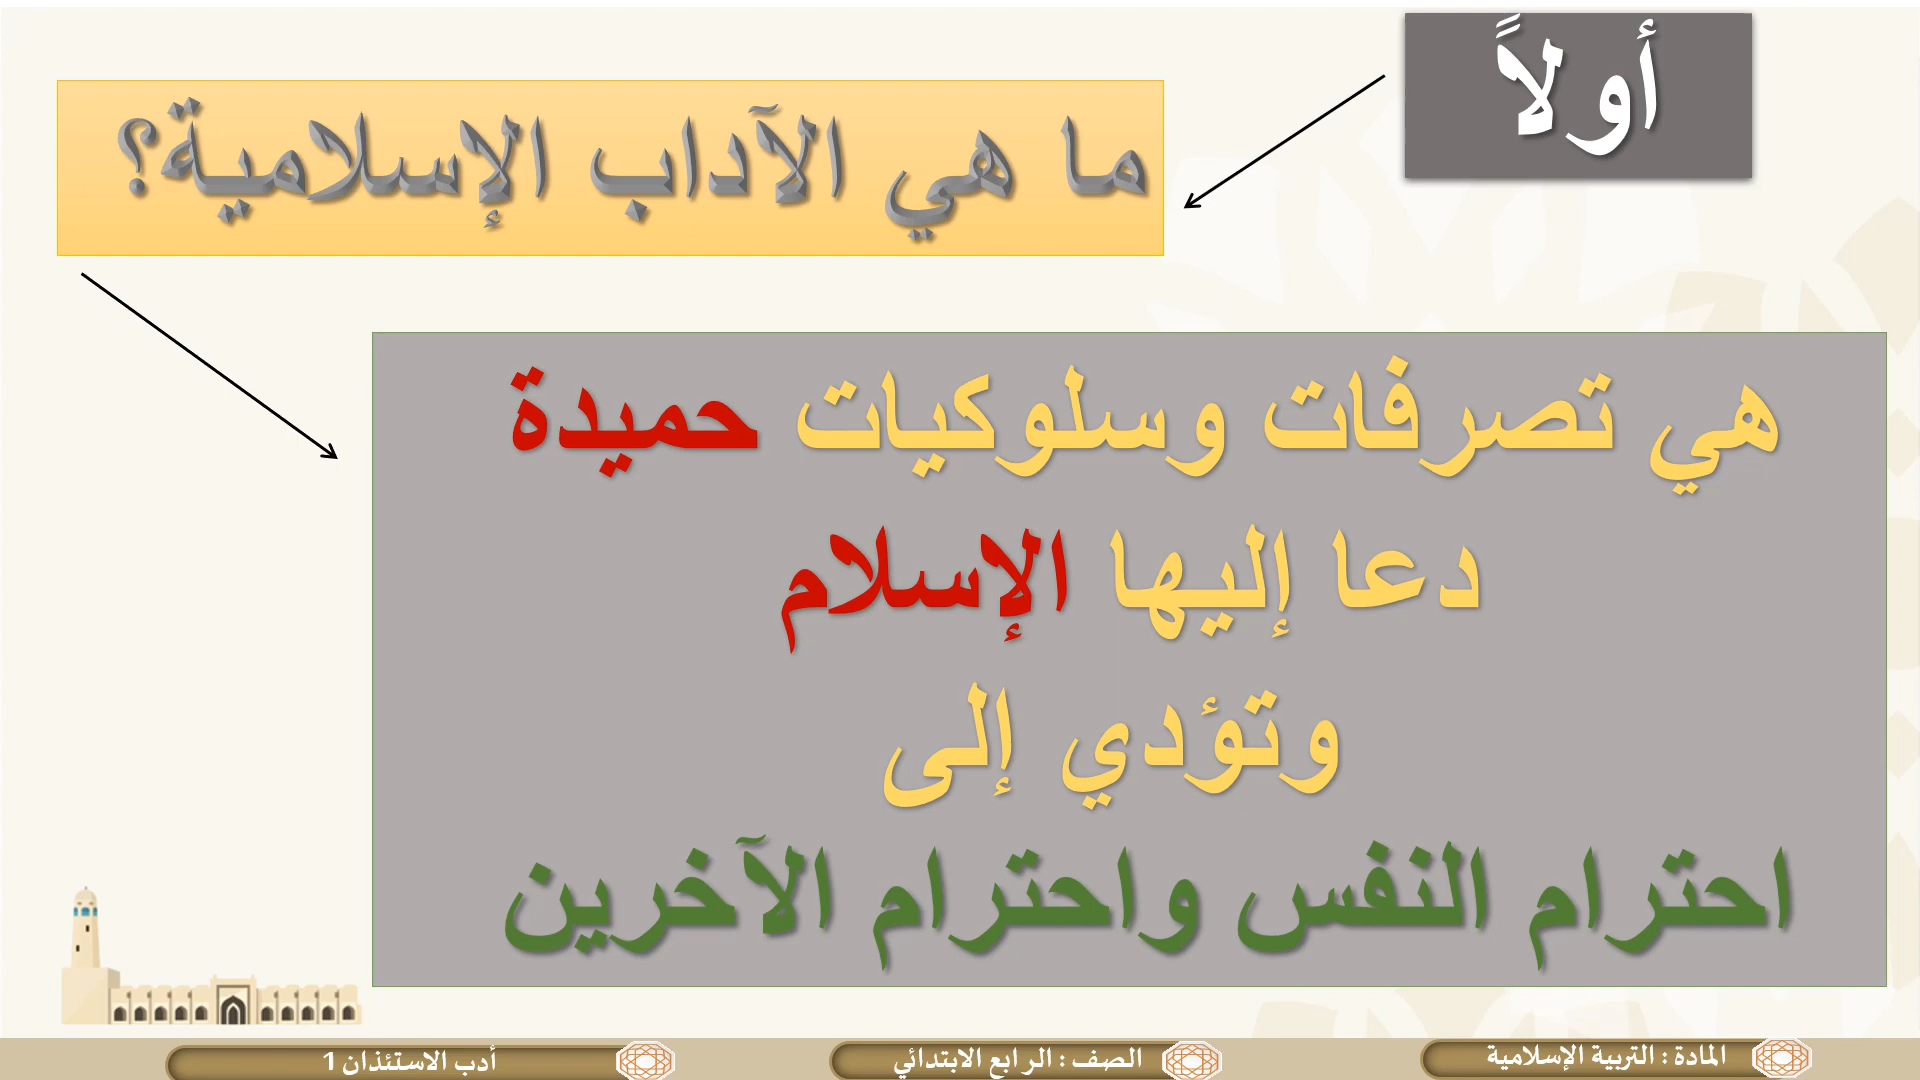 أولاً
ما هي الآداب الإسلامية؟
هي تصرفات وسلوكيات حميدة
دعا إليها الإسلام
وتؤدي إلى
احترام النفس واحترام الآخرين
المادة : التربية الإسلامية
الصف : الرابع الابتدائي
أدب الاستئذان 1